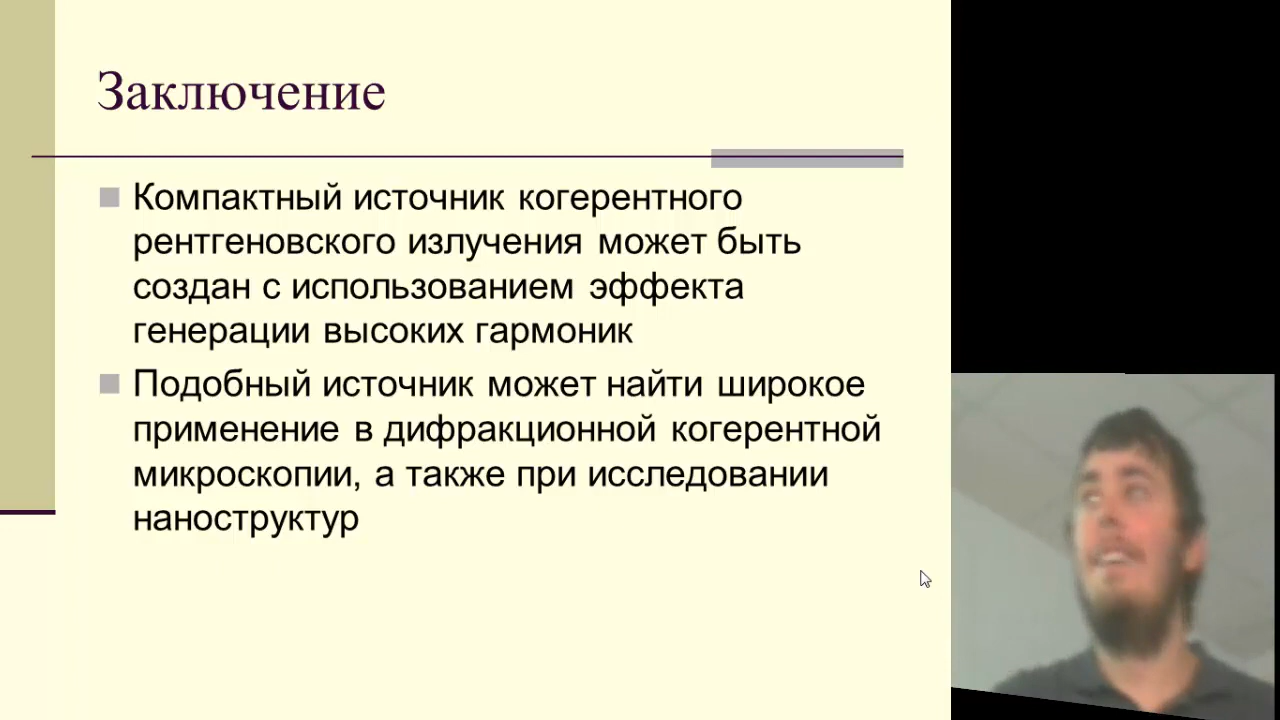 Заключение
Компактный источник когерентного
рентгеновского излучения может быть
создан с использованием эффекта
генерации высоких гармоник
Подобный источник может найти широкое
применение в дифракционной когерентной
микроскопии, а также при исследовании
наноструктур